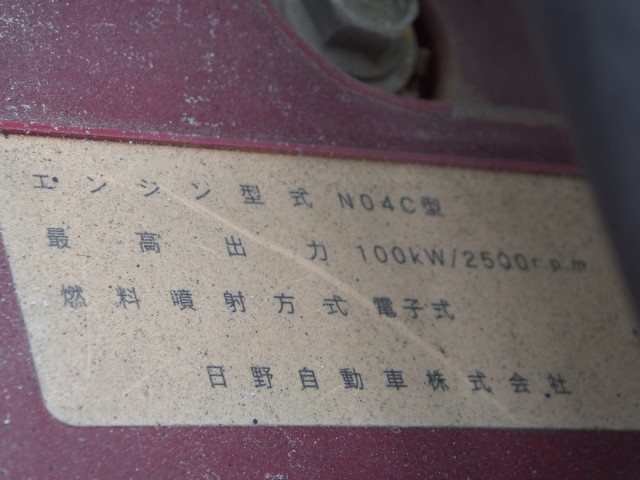 エンジン型式 N04C型
最高出力 100kW/2500r.p.m
燃料噴射方式 電子式
日野自動車株式会社